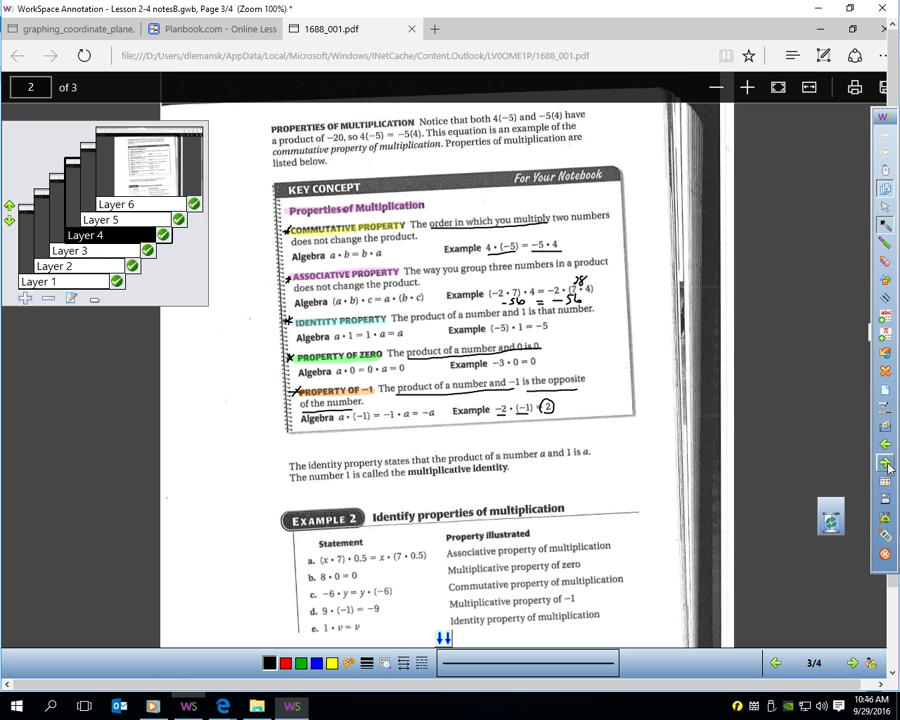 WorkSpace Annotation - Lesson 2-4 notesB.gwb, Page 3/4 (Zoom 100%) *
graphing_coordinate_plane.
Planbook.com - Online Less
1688_001.pdf
file:///D:/Users/dlemansk/AppData/Local/Microsoft/Windows/INetCache/Content.Outlook/LV0OME1P/1688_001.pdf
2 of 3
Layer 6
Layer 5
Layer 4
Layer 3
Layer 2
Layer 1
PROPERTIES OF MULTIPLICATION Notice that both 4(−5) and −5(4) have
a product of −20, so 4(−5) = −5(4). This equation is an example of the
commutative property of multiplication. Properties of multiplication are
listed below.
KEY CONCEPT For Your Notebook
Properties of Multiplication
COMMUTATIVE PROPERTY The order in which you multiply two numbers
does not change the product.
Algebra a • b = b • a Example 4 • (−5) = −5 • 4
ASSOCIATIVE PROPERTY The way you group three numbers in a product
does not change the product.
28
Algebra (a • b) • c = a • (b • c) Example (−2 • 7) • 4 = −2 • (7 • 4)
-56 = -56
IDENTITY PROPERTY The product of a number and 1 is that number.
Algebra a • 1 = 1 • a = a Example (−5) • 1 = −5
PROPERTY OF ZERO The product of a number and 0 is 0.
Algebra a • 0 = 0 • a = 0 Example −3 • 0 = 0
PROPERTY OF −1 The product of a number and −1 is the opposite
of the number.
Algebra a • (−1) = −1 • a = −a Example −2 • (−1) = 2
The identity property states that the product of a number a and 1 is a.
The number 1 is called the multiplicative identity.
EXAMPLE 2 Identify properties of multiplication
Statement Property illustrated
a. (x • 7) • 0.5 = x • (7 • 0.5) Associative property of multiplication
b. 8 • 0 = 0 Multiplicative property of zero
c. −6 • y = y • (−6) Commutative property of multiplication
d. 9 • (−1) = −9 Multiplicative property of −1
e. 1 • v = v Identity property of multiplication
3/4
10:46 AM
9/29/2016